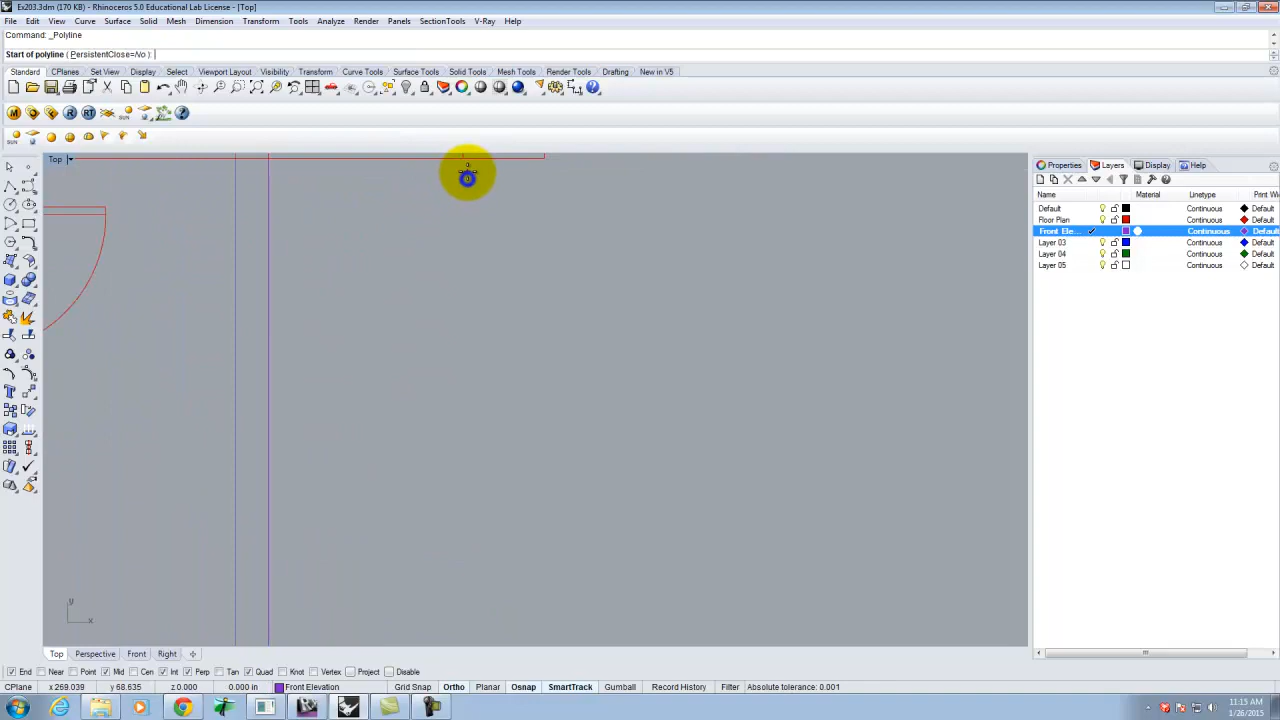 Ex203.3dm (170 KB) - Rhinoceros 5.0 Educational Lab License - [Top]
File Edit View Curve Surface Solid Mesh Dimension Transform Tools Analyze Render Panels SectionTools V-Ray Help
Command: _Polyline
Start of polyline ( PersistentClose=No ):
Standard CPlanes Set View Display Select Viewport Layout Visibility Transform Curve Tools Surface Tools Solid Tools Mesh Tools Render Tools Drafting New in V5
M R RT SUN
SUN
Top
Properties Layers Display Help
Name Material Linetype Print Wi
Default Continuous Default
Floor Plan Continuous Default
Front Ele... Continuous Default
Layer 03 Continuous Default
Layer 04 Continuous Default
Layer 05 Continuous Default
y
x
Top Perspective Front Right
End Near Point Mid Cen Int Perp Tan Quad Knot Vertex Project Disable
CPlane x 269.039 y 68.635 z 0.000 0.000 in Front Elevation Grid Snap Ortho Planar Osnap SmartTrack Gumball Record History Filter Absolute tolerance: 0.001
11:15 AM
1/26/2015